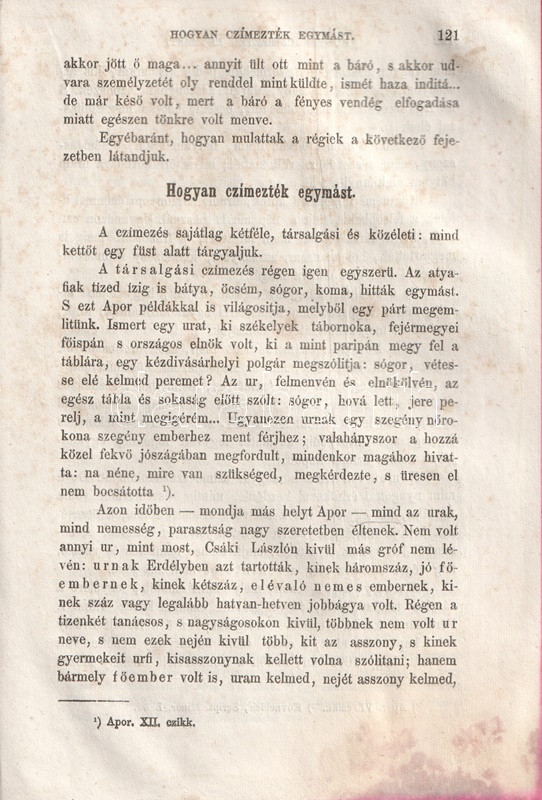 HOGYAN CZÍMEZTÉK EGYMÁST. 121
akkor jött ő maga... annyit ült ott mint a báró, s akkor ud-
vara személyzetét oly renddel mint küldte, ismét haza inditá...
de már késő volt, mert a báró a fényes vendég elfogadása
miatt egészen tönkre volt menve.
Egyébaránt, hogyan mulattak a régiek a következő feje-
zetben látandjuk.
Hogyan czímezték egymást.
A czímezés sajátlag kétféle, társalgási és közéleti: mind
kettőt egy füst alatt tárgyaljuk.
A társalgási czímezés régen igen egyszerü. Az atya-
fiak tized ízig is bátya, öcsém, sógor, koma, hitták egymást.
S ezt Apor példákkal is világositja, melyből egy párt megem-
litünk. Ismert egy urat, ki székelyek tábornoka, fejérmegyei
főispán s országos elnök volt, ki a mint paripán megy fel a
táblára, egy kézdivásárhelyi polgár megszólitja: sógor, vétes-
se elé kelmed peremet? Az ur, felmenvén és elnökölvén, az
egész tábla és sokaság előtt szólt: sógor, hová lett, jere pe-
relj, a mint megigérém... Ugyanezen urnak egy szegény nőro-
kona szegény emberhez ment férjhez; valahányszor a hozzá
közel fekvő jószágában megfordult, mindenkor magához hivat-
ta: na néne, mire van szükséged, megkérdezte, s üresen el
nem bocsátotta ¹).
Azon időben — mondja más helyt Apor — mind az urak,
mind nemesség, parasztság nagy szeretetben éltenek. Nem volt
annyi ur, mint most, Csáki Lászlón kivül más gróf nem lé-
vén: urnak Erdélyben azt tartották, kinek háromszáz, jó fő-
embernek, kinek kétszáz, elévaló nemes embernek, ki-
nek száz vagy legalább hatvan-hetven jobbágya volt. Régen a
tizenkét tanácsos, s nagyságosokon kivül, többnek nem volt ur
neve, s nem ezek nején kivül több, kit az asszony, s kinek
gyermekeit urfi, kisasszonynak kellett volna szólitani; hanem
bármely főember volt is, uram kelmed, nejét asszony kelmed,
¹) Apor. XII. czikk.